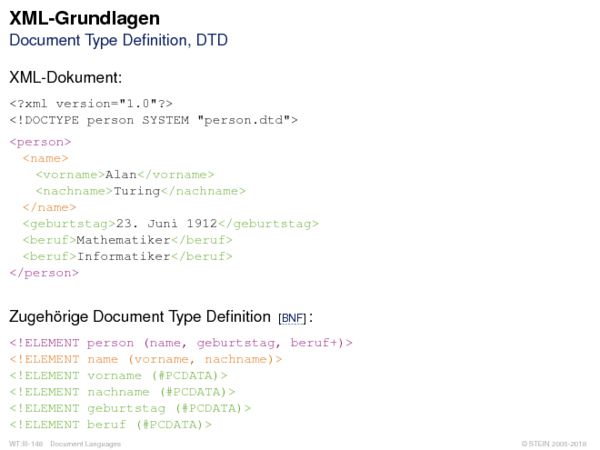 XML-Grundlagen
Document Type Definition, DTD
XML-Dokument:
<?xml version="1.0"?>
<!DOCTYPE person SYSTEM "person.dtd">
<person>
<name>
<vorname>Alan</vorname>
<nachname>Turing</nachname>
</name>
<geburtstag>23. Juni 1912</geburtstag>
<beruf>Mathematiker</beruf>
<beruf>Informatiker</beruf>
</person>
Zugehörige Document Type Definition [BNF] :
<!ELEMENT person (name, geburtstag, beruf+)>
<!ELEMENT name (vorname, nachname)>
<!ELEMENT vorname (#PCDATA)>
<!ELEMENT nachname (#PCDATA)>
<!ELEMENT geburtstag (#PCDATA)>
<!ELEMENT beruf (#PCDATA)>
WT:III-146 Document Languages © STEIN 2005-2018